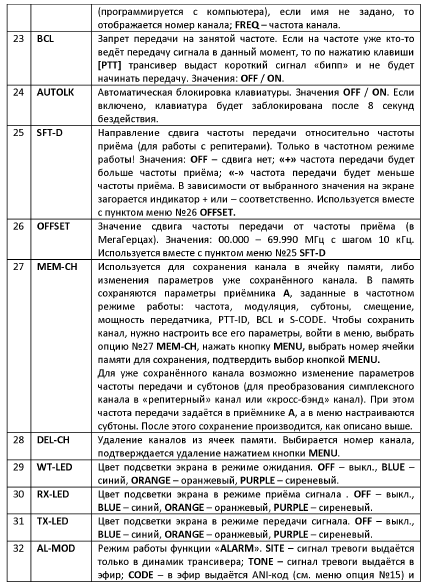 (программируется с компьютера), если имя не задано, то
отображается номер канала; FREQ – частота канала.
23 BCL Запрет передачи на занятой частоте. Если на частоте уже кто-то
ведёт передачу сигнала в данный момент, то по нажатию клавиши
[PTT] трансивер выдаст короткий сигнал «бипп» и не будет
начинать передачу. Значения: OFF / ON.
24 AUTOLK Автоматическая блокировка клавиатуры. Значения OFF / ON. Если
включено, клавиатура будет заблокирована после 8 секунд
бездействия.
25 SFT-D Направление сдвига частоты передачи относительно частоты
приёма (для работы с репитерами). Только в частотном режиме
работы! Значения: OFF – сдвига нет; «+» частота передачи будет
больше частоты приёма; «-» частота передачи будет меньше
частоты приёма. В зависимости от выбранного значения на экране
загорается индикатор + или – соответственно. Используется вместе
с пунктом меню №26 OFFSET.
26 OFFSET Значение сдвига частоты передачи от частоты приёма (в
МегаГерцах). Значения: 00.000 – 69.990 МГц с шагом 10 кГц.
Используется вместе с пунктом меню №25 SFT-D
27 MEM-CH Используется для сохранения канала в ячейку памяти, либо
изменения параметров уже сохранённого канала. В память
сохраняются параметры приёмника А, заданные в частотном
режиме работы: частота, модуляция, субтоны, смещение,
мощность передатчика, PTT-ID, BCL и S-CODE. Чтобы сохранить
канал, нужно настроить все его параметры, войти в меню, выбрать
опцию №27 MEM-CH, нажать кнопку MENU, выбрать номер ячейки
памяти для сохранения, подтвердить выбор кнопкой MENU.
Для уже сохранённого канала возможно изменение параметров
частоты передачи и субтонов (для преобразования симплексного
канала в «репитерный» канал или «кросс-бэнд» канал). При этом
частота передачи задаётся в приёмнике А, а в меню настраиваются
субтоны. После этого сохранение производится, как описано выше.
28 DEL-CH Удаление каналов из ячеек памяти. Выбирается номер канала,
подтверждается удаление нажатием кнопки MENU.
29 WT-LED Цвет подсветки экрана в режиме ожидания. OFF – выкл., BLUE –
синий, ORANGE – оранжевый, PURPLE – сиреневый.
30 RX-LED Цвет подсветки экрана в режиме приёма сигнала . OFF – выкл.,
BLUE – синий, ORANGE – оранжевый, PURPLE – сиреневый.
31 TX-LED Цвет подсветки экрана в режиме передачи сигнала. OFF – выкл.,
BLUE – синий, ORANGE – оранжевый, PURPLE – сиреневый.
32 AL-MOD Режим работы функции «ALARM». SITE – сигнал тревоги выдаётся
только в динамик трансивера; TONE – сигнал тревоги выдаётся в
эфир; CODE – в эфир выдаётся ANI-код (см. меню опция №15) и